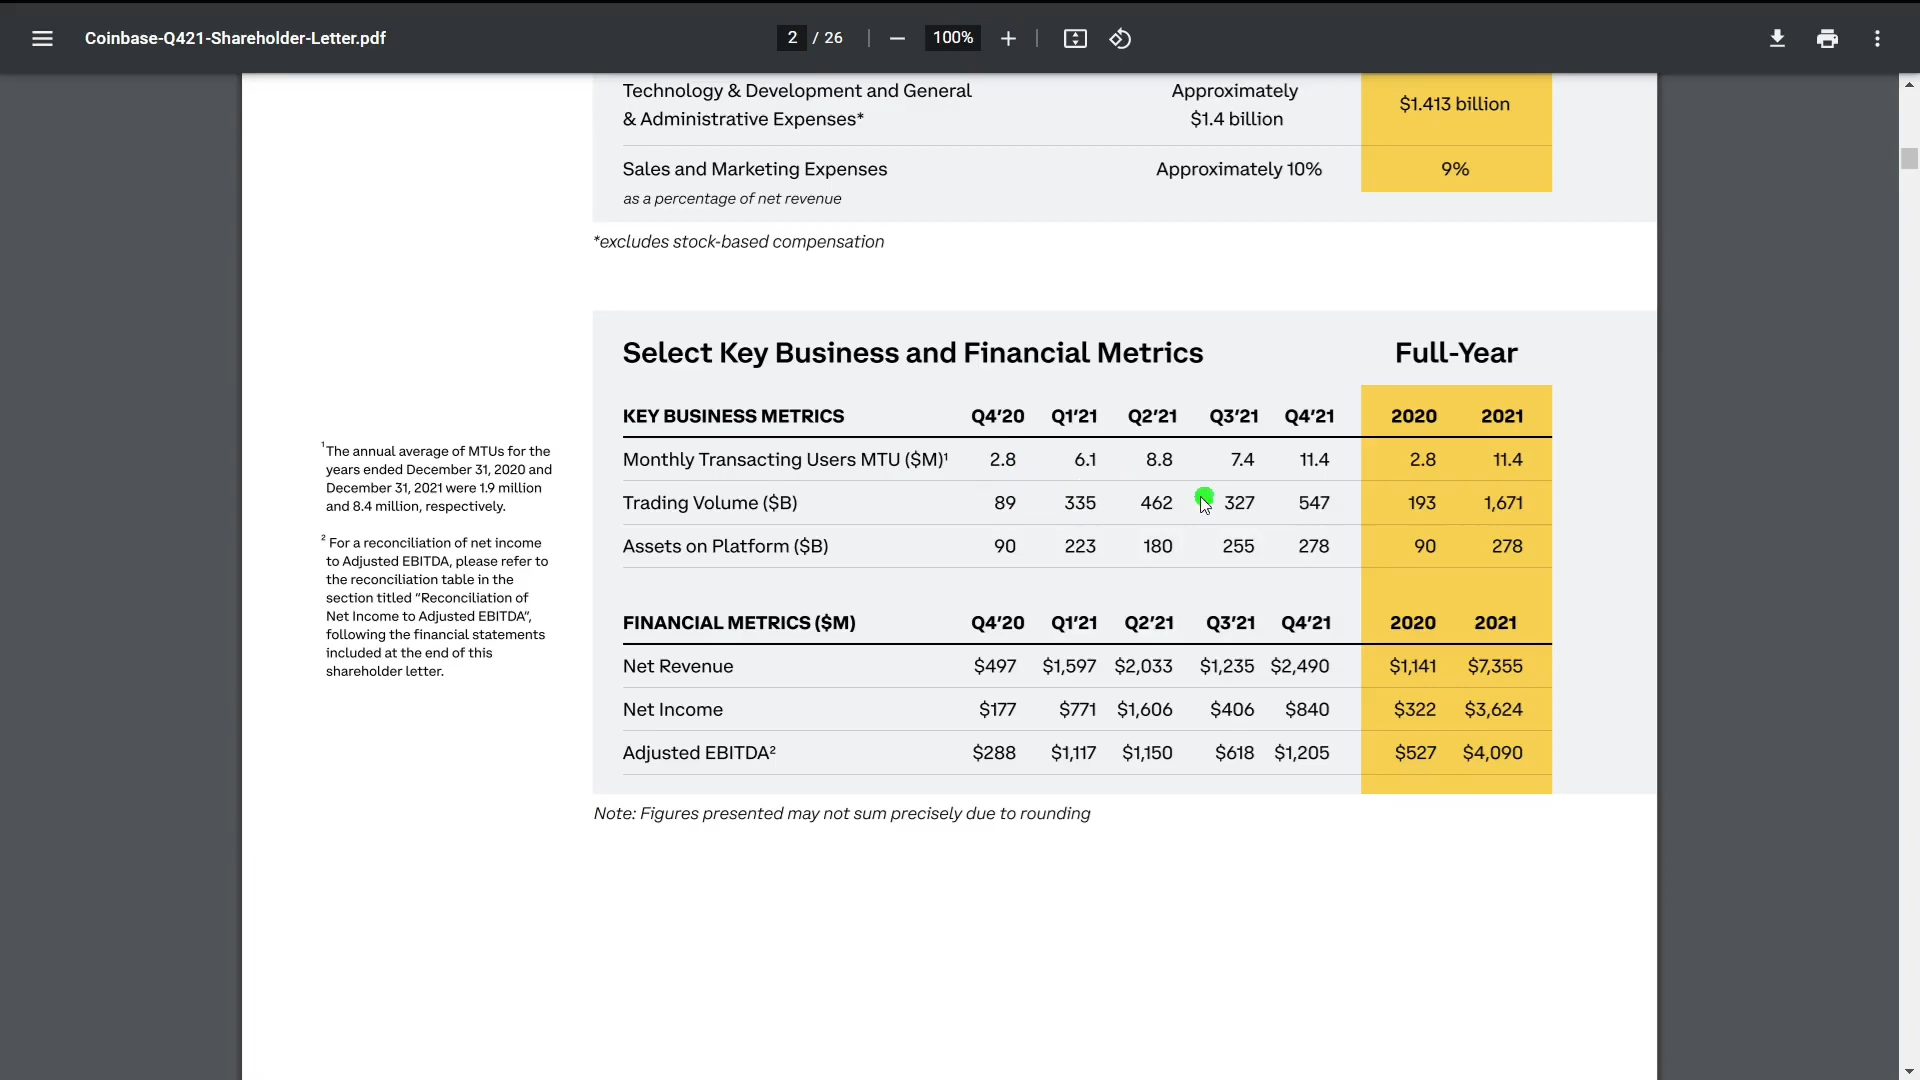 Coinbase-Q421-Shareholder-Letter.pdf
2 / 26
100%
Technology & Development and General
& Administrative Expenses*
Approximately
$1.4 billion
$1.413 billion
Sales and Marketing Expenses
as a percentage of net revenue
Approximately 10%
9%
*excludes stock-based compensation
Select Key Business and Financial Metrics Full-Year
KEY BUSINESS METRICS Q4'20 Q1'21 Q2'21 Q3'21 Q4'21 2020 2021
Monthly Transacting Users MTU ($M)¹ 2.8 6.1 8.8 7.4 11.4 2.8 11.4
Trading Volume ($B) 89 335 462 327 547 193 1,671
Assets on Platform ($B) 90 223 180 255 278 90 278
FINANCIAL METRICS ($M) Q4'20 Q1'21 Q2'21 Q3'21 Q4'21 2020 2021
Net Revenue $497 $1,597 $2,033 $1,235 $2,490 $1,141 $7,355
Net Income $177 $771 $1,606 $406 $840 $322 $3,624
Adjusted EBITDA² $288 $1,117 $1,150 $618 $1,205 $527 $4,090
Note: Figures presented may not sum precisely due to rounding
¹ The annual average of MTUs for the
years ended December 31, 2020 and
December 31, 2021 were 1.9 million
and 8.4 million, respectively.
² For a reconciliation of net income
to Adjusted EBITDA, please refer to
the reconciliation table in the
section titled “Reconciliation of
Net Income to Adjusted EBITDA”,
following the financial statements
included at the end of this
shareholder letter.